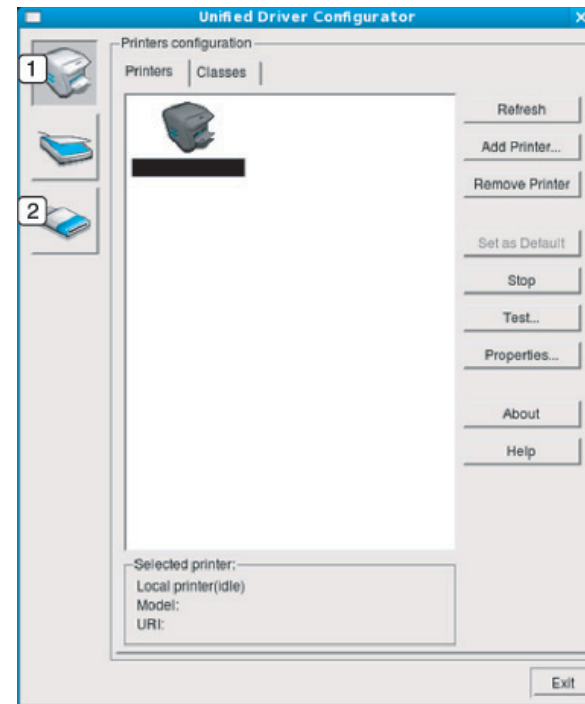 Unified Driver Configurator
Printers configuration
1
Printers Classes
Refresh
Add Printer...
Remove Printer
2
Set as Default
Stop
Test...
Properties...
About
Help
Selected printer:
Local printer(idle)
Model:
URI:
Exit